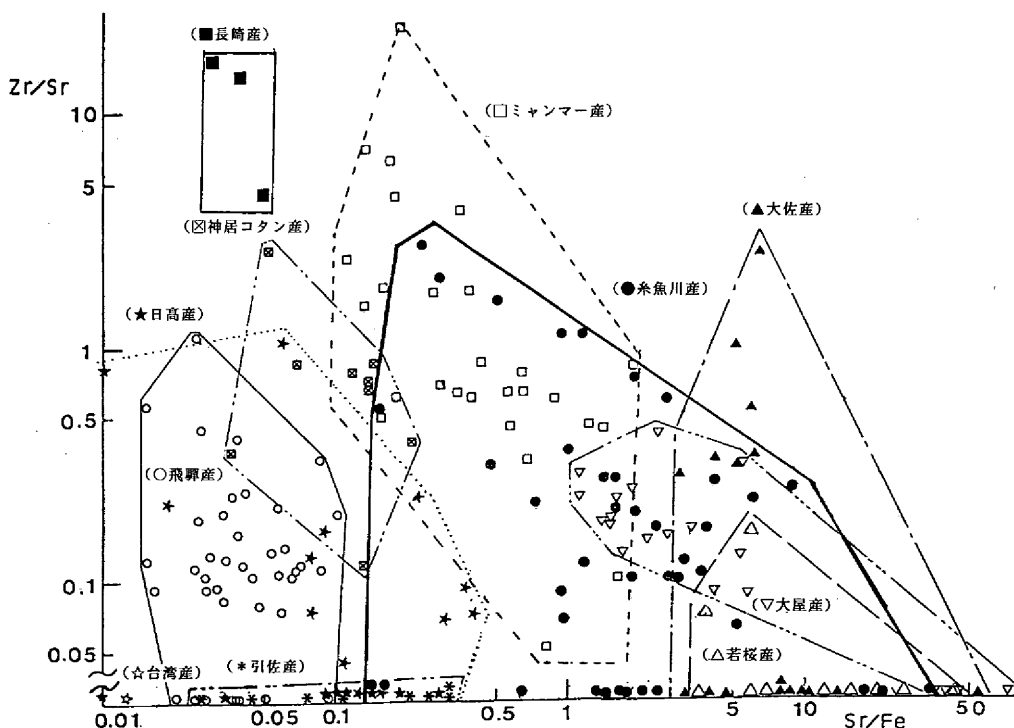 (■長崎産)
Zr/Sr
(□ミャンマー産)
10
5
(▲大佐産)
(⊠神居コタン産)
(●糸魚川産)
(★日高産)
1
0.5
(○飛騨産)
0.1
(▽大屋産)
0.05
(☆台湾産)
(*引佐産)
(△若桜産)
0.01
0.05
0.1
0.5
1
5
10
50
Sr/Fe